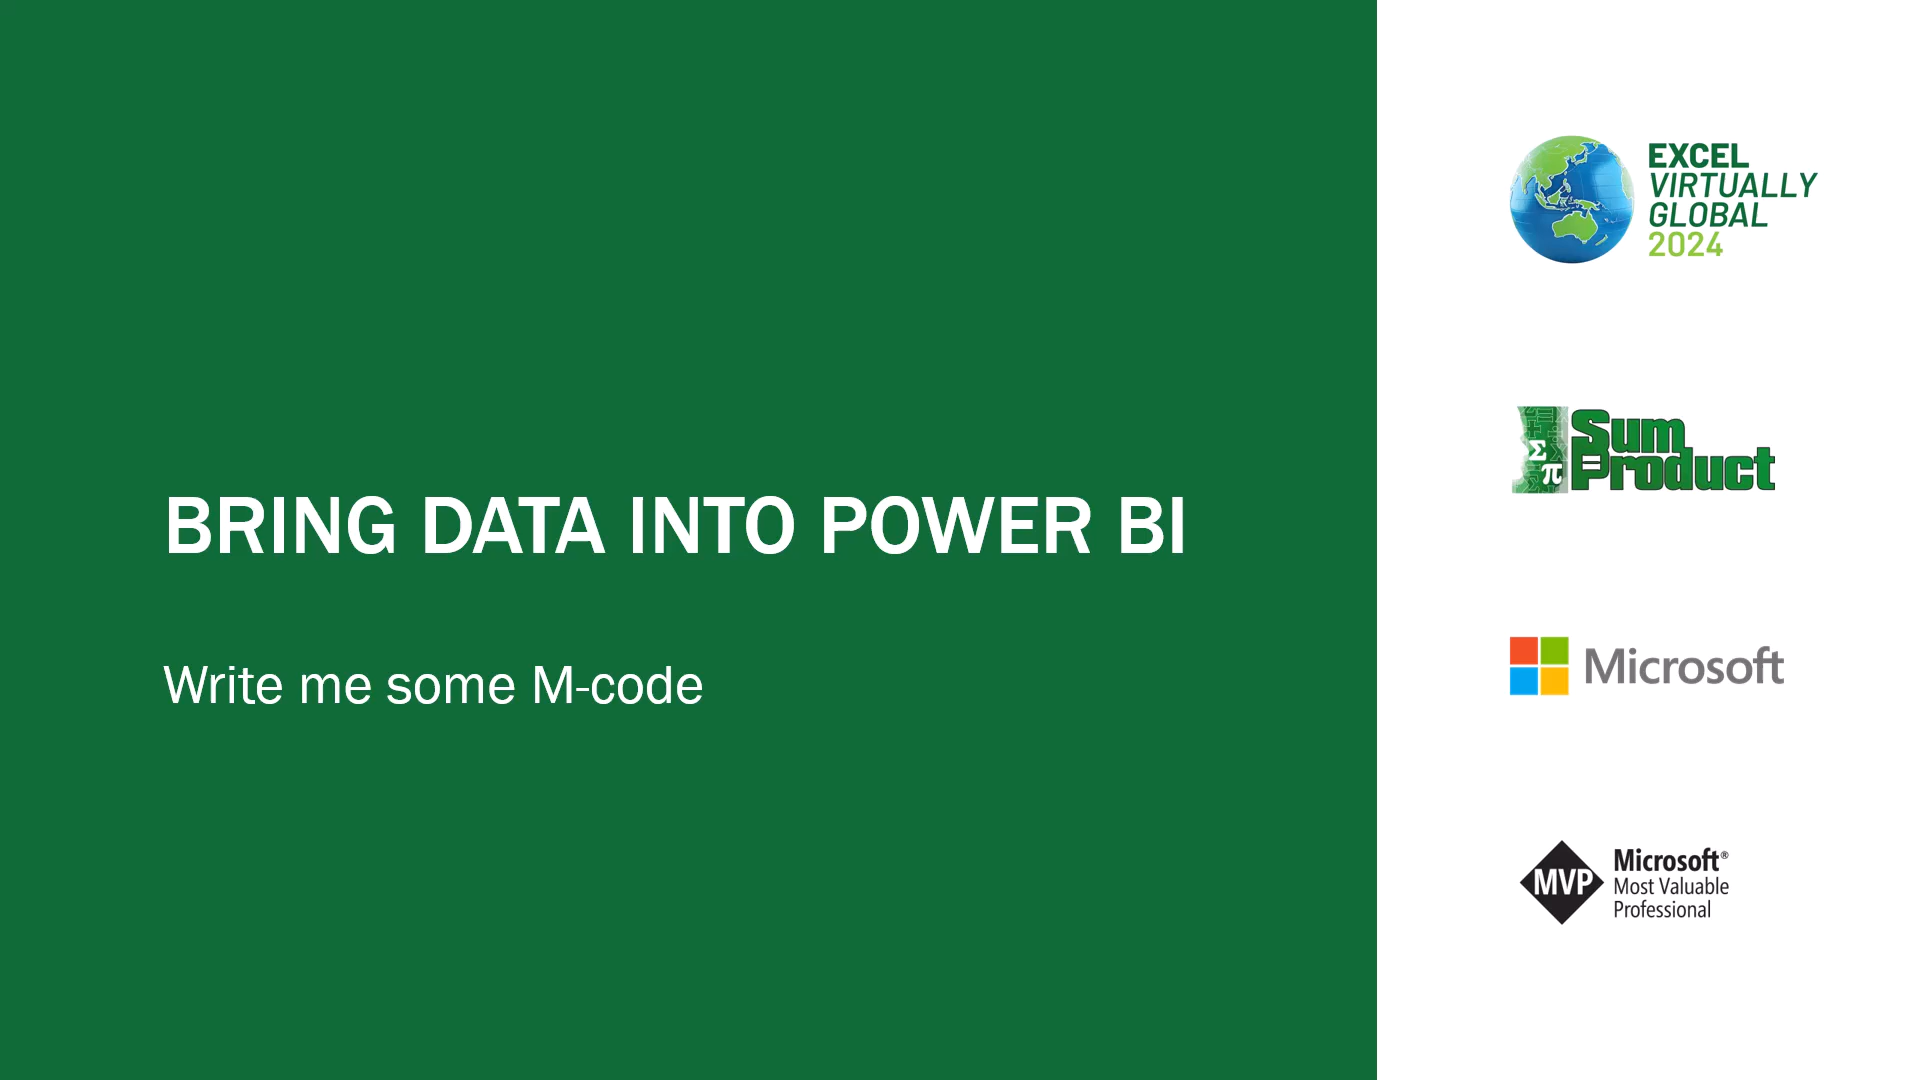 BRING DATA INTO POWER BI
Write me some M-code
EXCEL
VIRTUALLY
GLOBAL
2024
Σ
π
Sum
=Product
Microsoft
MVP
Microsoft®
Most Valuable
Professional